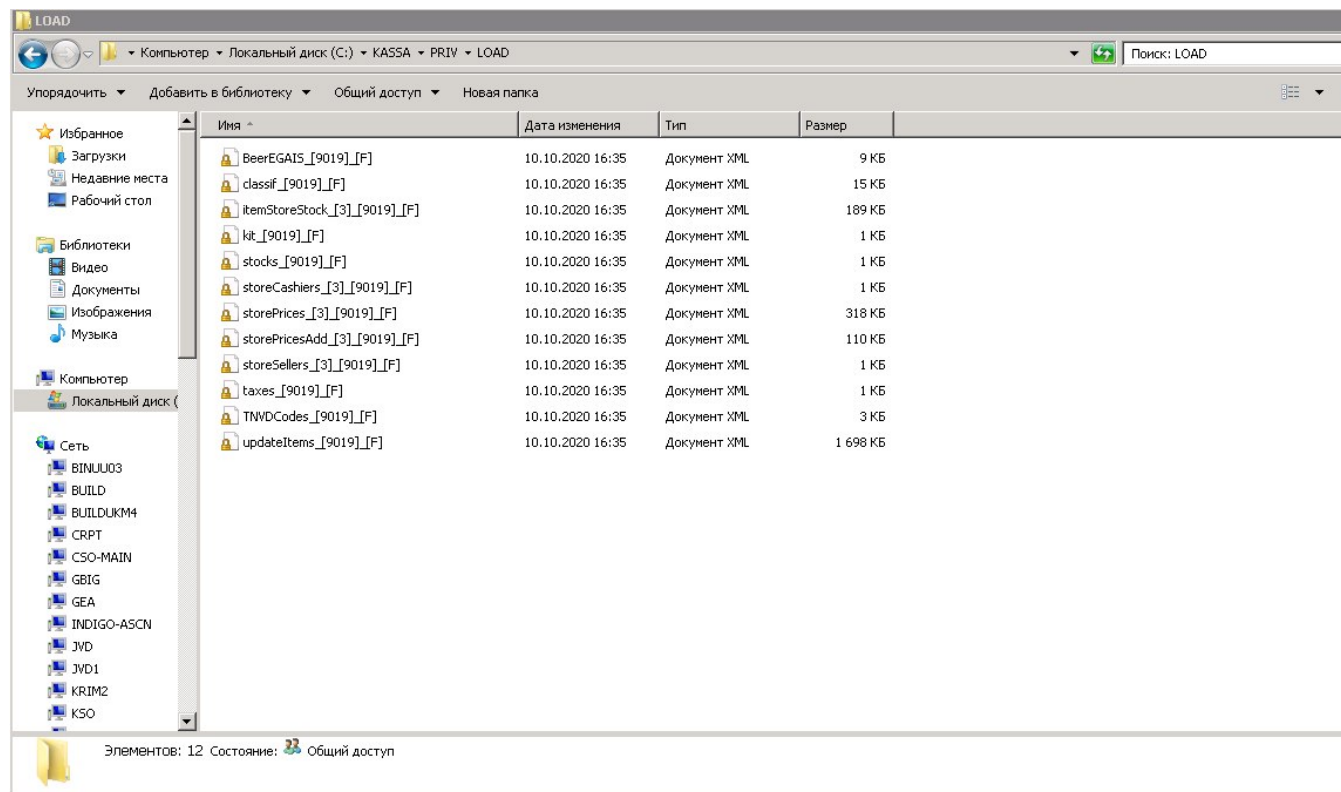 LOAD
Компьютер Локальный диск (C:) KASSA PRIV LOAD Поиск: LOAD
Упорядочить Добавить в библиотеку Общий доступ Новая папка
Избранное
Загрузки
Недавние места
Рабочий стол
Библиотеки
Видео
Документы
Изображения
Музыка
Компьютер
Локальный диск (
Сеть
BINUU03
BUILD
BUILDUKM4
CRPT
CSO-MAIN
GBIG
GEA
INDIGO-ASCN
JVD
JVD1
KRIM2
KSO
Имя Дата изменения Тип Размер
BeerEGAIS_[9019]_[F] 10.10.2020 16:35 Документ XML 9 КБ
classif_[9019]_[F] 10.10.2020 16:35 Документ XML 15 КБ
itemStoreStock_[3]_[9019]_[F] 10.10.2020 16:35 Документ XML 189 КБ
kit_[9019]_[F] 10.10.2020 16:35 Документ XML 1 КБ
stocks_[9019]_[F] 10.10.2020 16:35 Документ XML 1 КБ
storeCashiers_[3]_[9019]_[F] 10.10.2020 16:35 Документ XML 1 КБ
storePrices_[3]_[9019]_[F] 10.10.2020 16:35 Документ XML 318 КБ
storePricesAdd_[3]_[9019]_[F] 10.10.2020 16:35 Документ XML 110 КБ
storeSellers_[3]_[9019]_[F] 10.10.2020 16:35 Документ XML 1 КБ
taxes_[9019]_[F] 10.10.2020 16:35 Документ XML 1 КБ
TNVDCodes_[9019]_[F] 10.10.2020 16:35 Документ XML 3 КБ
updateItems_[9019]_[F] 10.10.2020 16:35 Документ XML 1 698 КБ
Элементов: 12 Состояние: Общий доступ